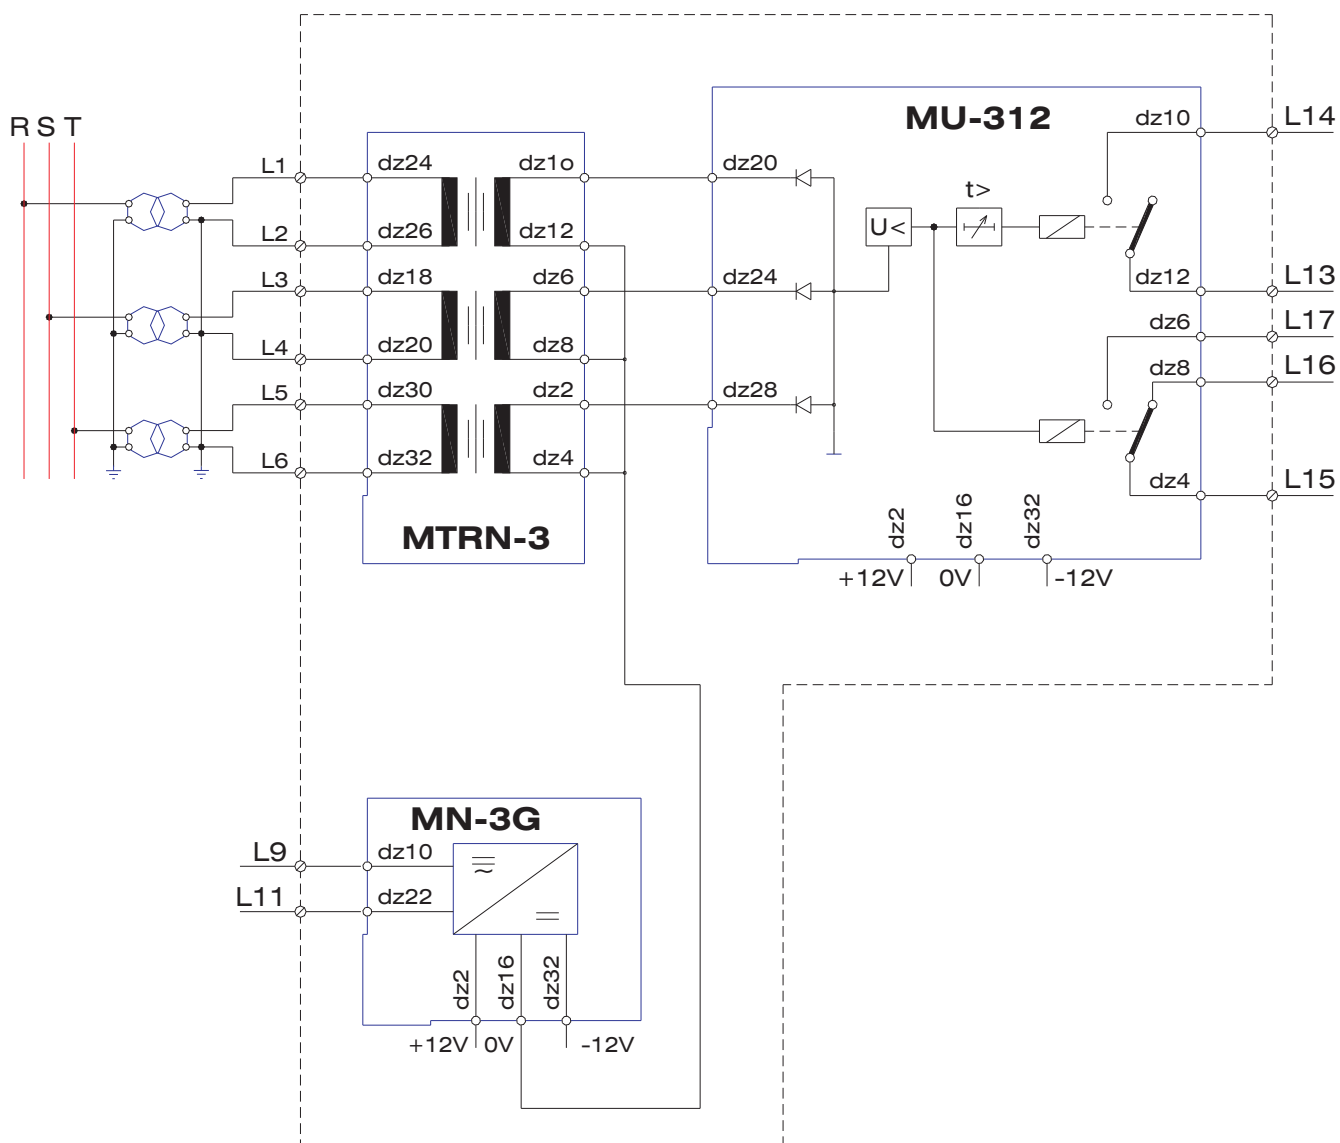 MU-312
dz10
L14
R S T
L1
dz24
dz1o
dz20
t>
U<
L2
dz26
dz12
L3
dz18
dz6
dz24
dz12
L13
dz6
L17
L4
dz20
dz8
dz8
L16
L5
dz30
dz2
dz28
L6
dz32
dz4
dz4
L15
MTRN-3
dz2
dz16
dz32
+12V
0V
-12V
MN-3G
L9
dz10
L11
dz22
dz2
dz16
dz32
+12V
0V
-12V